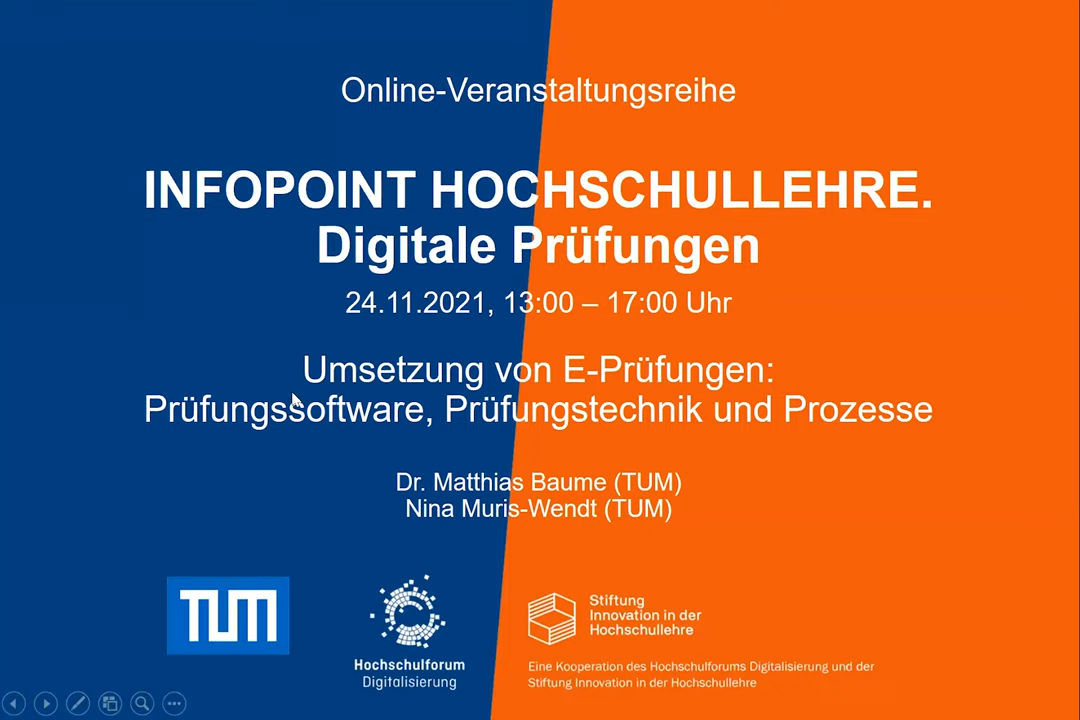 Online-Veranstaltungsreihe
INFOPOINT HOCHSCHULLEHRE.
Digitale Prüfungen
24.11.2021, 13:00 – 17:00 Uhr
Umsetzung von E-Prüfungen:
Prüfungssoftware, Prüfungstechnik und Prozesse
Dr. Matthias Baume (TUM)
Nina Muris-Wendt (TUM)
TUM
Hochschulforum
Digitalisierung
Stiftung
Innovation in der
Hochschullehre
Eine Kooperation des Hochschulforums Digitalisierung und der
Stiftung Innovation in der Hochschullehre